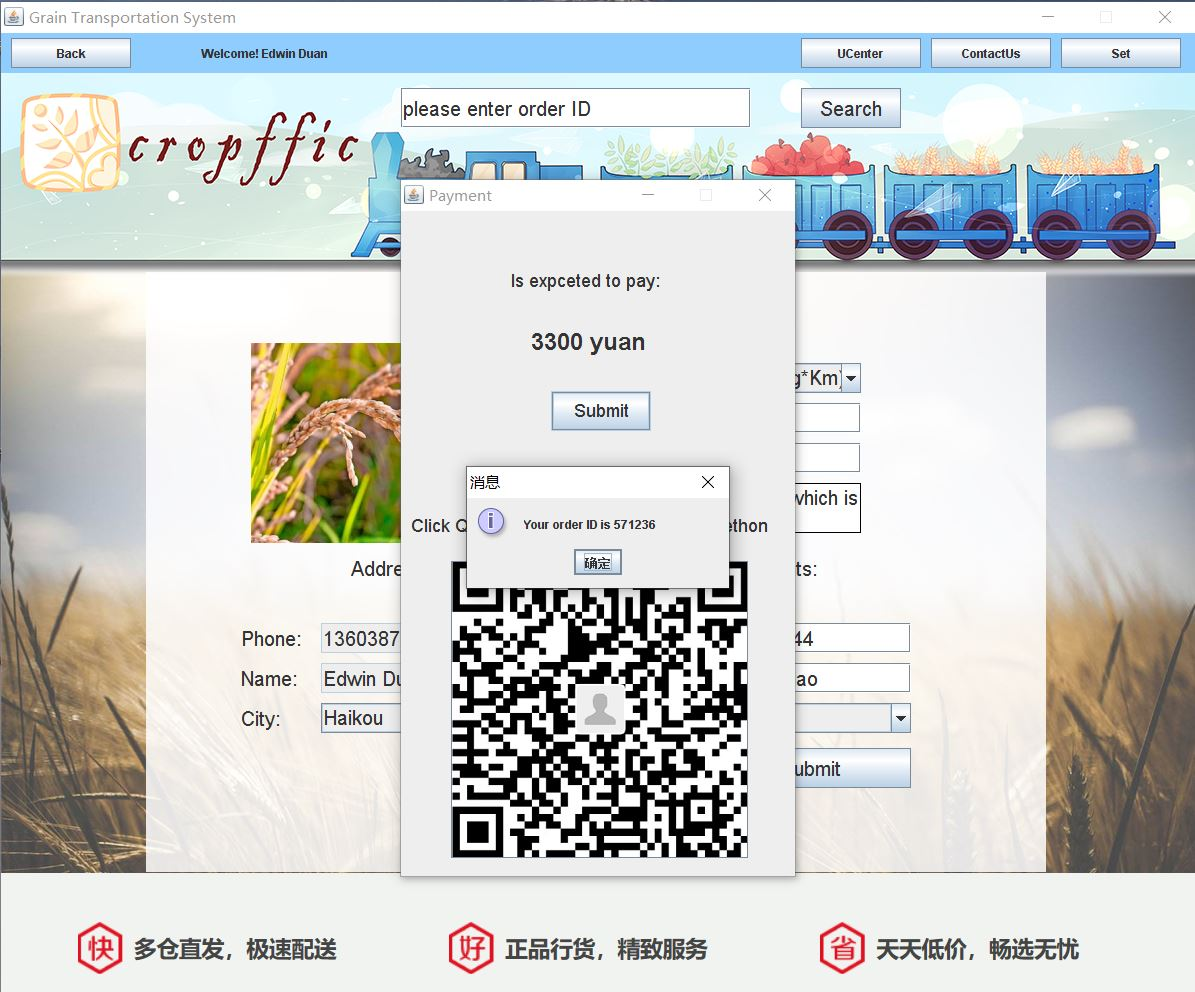 Grain Transportation System
Back
Welcome! Edwin Duan
UCenter
ContactUs
Set
cropffic
please enter order ID
Search
Payment
Is expceted to pay:
3300 yuan
g*Km)
Submit
消息
which is
Your order ID is 571236
Click
ethon
确定
Addre
ts:
Phone:
1360387
44
Name:
Edwin Du
ao
City:
Haikou
ubmit
快 多仓直发，极速配送
好 正品行货，精致服务
省 天天低价，畅选无忧